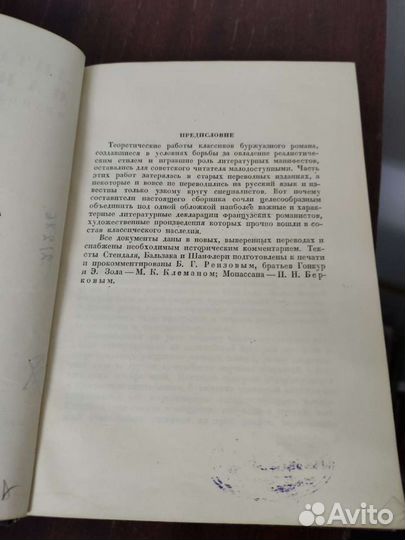 ПРЕДИСЛОВИЕ
Теоретические работы классиков буржуазного романа,
создавшиеся в условиях борьбы за овладение реалистиче-
ским стилем и игравшие роль литературных манифестов,
оставались для советского читателя малодоступными. Часть
этих работ затерялась в старых переводных изданиях, а
некоторые и вовсе не переводились на русский язык и из-
вестны только узкому кругу специалистов. Вот почему
составители настоящего сборника сочли целесообразным
объединить под одной обложкой наиболее важные и харак-
терные литературные декларации французских романистов,
художественные произведения которых прочно вошли в со-
став классического наследия.
Все документы даны в новых, выверенных переводах и
снабжены необходимым историческим комментарием. Тек-
сты Стендаля, Бальзака и Шанфлери подготовлены к печати
и прокомментированы Б. Г. Реизовым, братьев Гонкур
и Э. Зола — М. К. Клеманом; Мопассана — П. Н. Бер-
ковым.
Avito